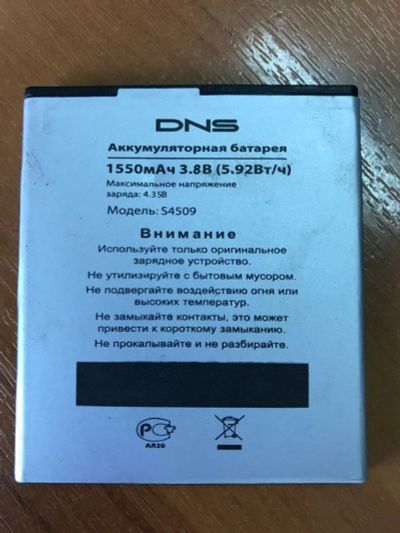 DNS
Аккумуляторная батарея
1550мАч 3.8В (5.92Вт/ч)
Максимальное напряжение
заряда: 4.35В
Модель: S4509
Внимание
Используйте только оригинальное
зарядное устройство.
Не утилизируйте с бытовым мусором.
Не подвергайте воздействию огня или
высоких температур.
Не замыкайте контакты, это может
привести к короткому замыканию.
Не прокалывайте и не разбирайте.
РС
АЯ20